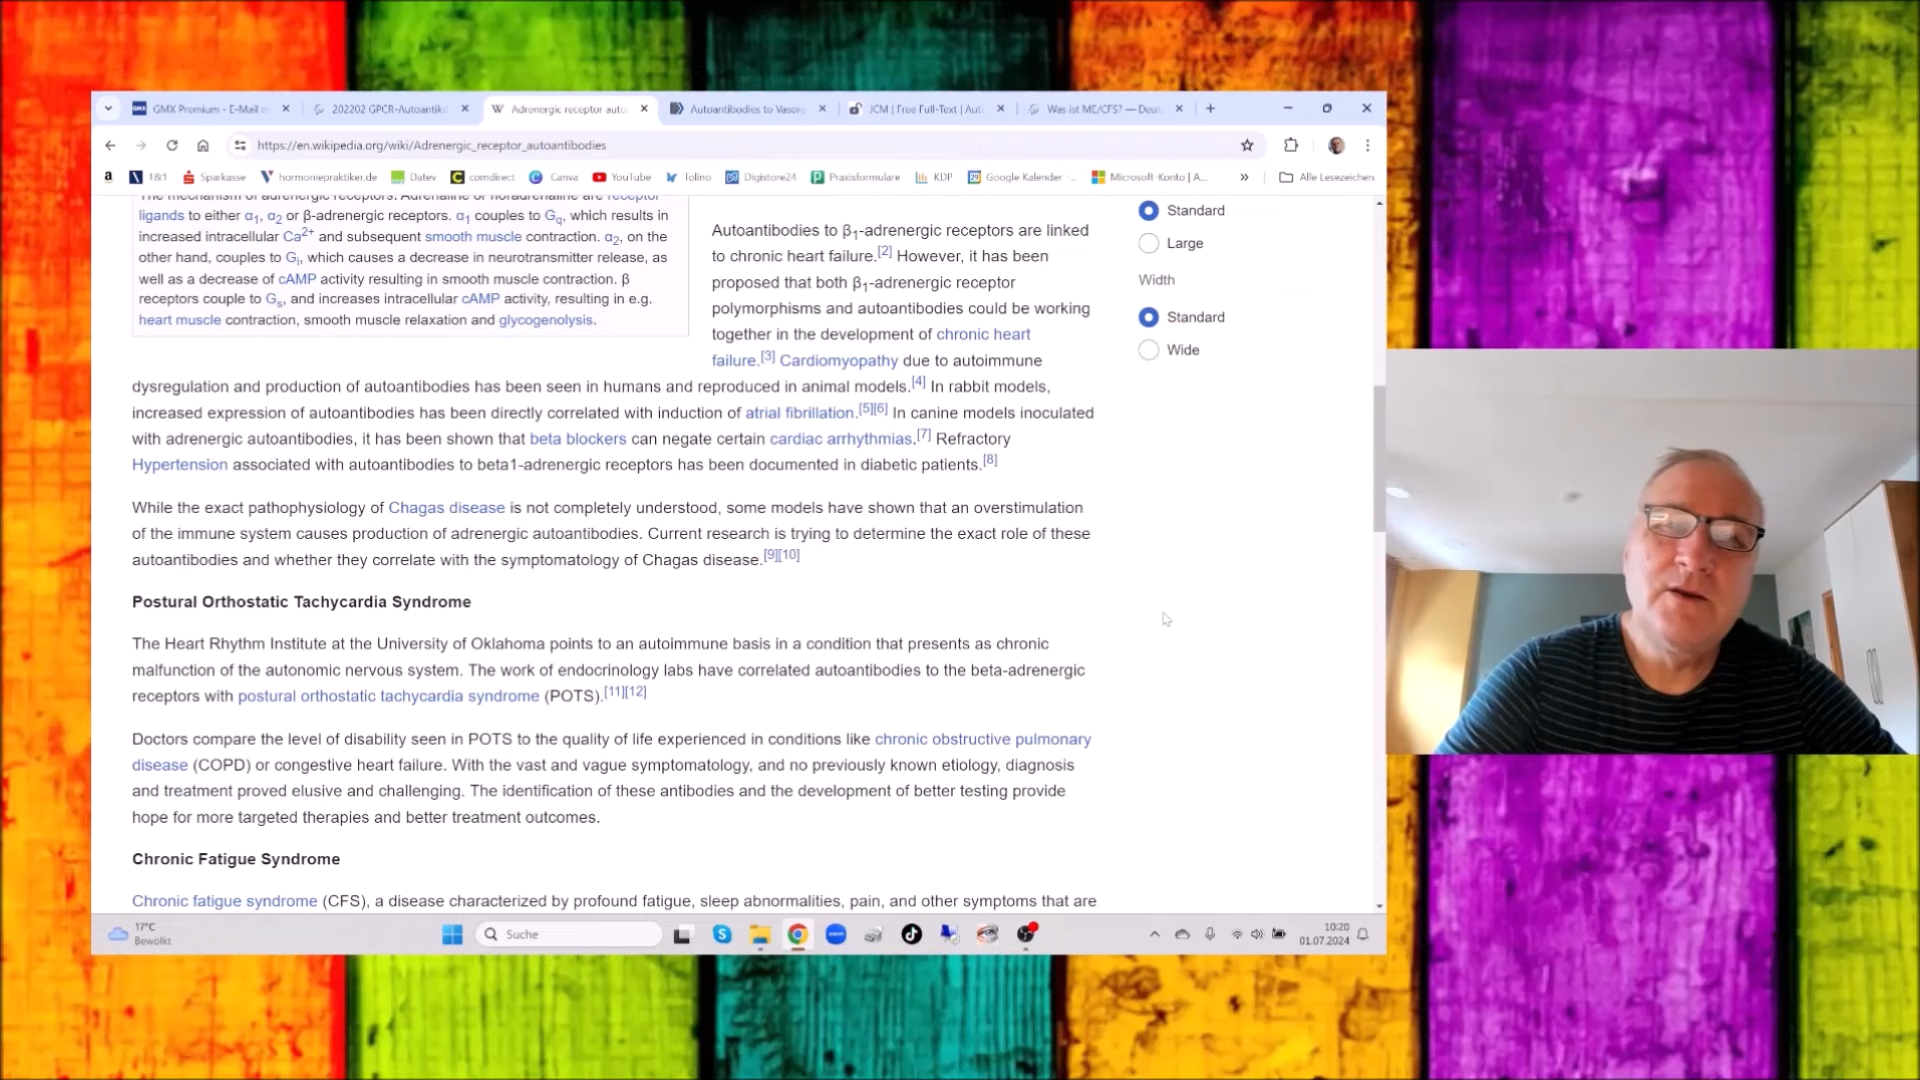 GMX Premium - E-Mail
202202 GPCR-Autoantik
Adrenergic receptor auto
Autoantibodies to Vasor
JCM | Free Full-Text | Aut
Was ist ME/CFS? — Deut
https://en.wikipedia.org/wiki/Adrenergic_receptor_autoantibodies
1&1 Sparkasse hormoniepraktiker.de Datev comdirect Canva YouTube Tolino Digistore24 Praxisformulare KDP Google Kalender - ... Microsoft-Konto | A... » Alle Lesezeichen
The mechanism of adrenergic receptors. Adrenaline or noradrenaline are receptor
ligands to either α1, α2 or β-adrenergic receptors. α1 couples to Gq, which results in
increased intracellular Ca2+ and subsequent smooth muscle contraction. α2, on the
other hand, couples to Gi, which causes a decrease in neurotransmitter release, as
well as a decrease of cAMP activity resulting in smooth muscle contraction. β
receptors couple to Gs, and increases intracellular cAMP activity, resulting in e.g.
heart muscle contraction, smooth muscle relaxation and glycogenolysis.
Autoantibodies to β1-adrenergic receptors are linked
to chronic heart failure.[2] However, it has been
proposed that both β1-adrenergic receptor
polymorphisms and autoantibodies could be working
together in the development of chronic heart
failure.[3] Cardiomyopathy due to autoimmune
dysregulation and production of autoantibodies has been seen in humans and reproduced in animal models.[4] In rabbit models,
increased expression of autoantibodies has been directly correlated with induction of atrial fibrillation.[5][6] In canine models inoculated
with adrenergic autoantibodies, it has been shown that beta blockers can negate certain cardiac arrhythmias.[7] Refractory
Hypertension associated with autoantibodies to beta1-adrenergic receptors has been documented in diabetic patients.[8]
While the exact pathophysiology of Chagas disease is not completely understood, some models have shown that an overstimulation
of the immune system causes production of adrenergic autoantibodies. Current research is trying to determine the exact role of these
autoantibodies and whether they correlate with the symptomatology of Chagas disease.[9][10]
Postural Orthostatic Tachycardia Syndrome
The Heart Rhythm Institute at the University of Oklahoma points to an autoimmune basis in a condition that presents as chronic
malfunction of the autonomic nervous system. The work of endocrinology labs have correlated autoantibodies to the beta-adrenergic
receptors with postural orthostatic tachycardia syndrome (POTS).[11][12]
Doctors compare the level of disability seen in POTS to the quality of life experienced in conditions like chronic obstructive pulmonary
disease (COPD) or congestive heart failure. With the vast and vague symptomatology, and no previously known etiology, diagnosis
and treatment proved elusive and challenging. The identification of these antibodies and the development of better testing provide
hope for more targeted therapies and better treatment outcomes.
Chronic Fatigue Syndrome
Chronic fatigue syndrome (CFS), a disease characterized by profound fatigue, sleep abnormalities, pain, and other symptoms that are
Standard
Large
Width
Standard
Wide
17°C
Bewölkt
Suche
10:20
01.07.2024